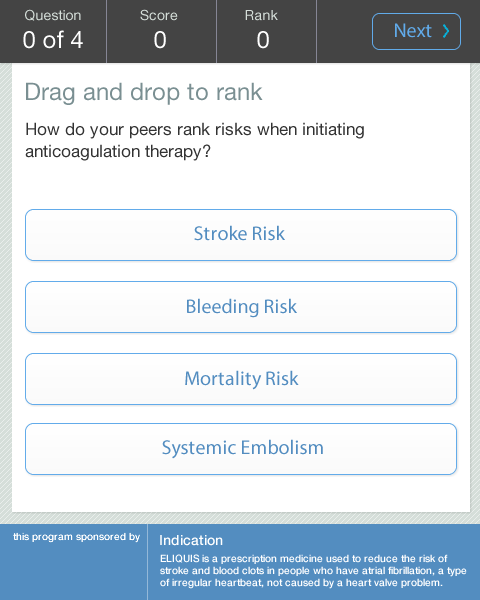 Question
Score
Rank
0 of 4
0
0
Next
Drag and drop to rank
How do your peers rank risks when initiating
anticoagulation therapy?
Stroke Risk
Bleeding Risk
Mortality Risk
Systemic Embolism
this program sponsored by
Indication
ELIQUIS is a prescription medicine used to reduce the risk of
stroke and blood clots in people who have atrial fibrillation, a type
of irregular heartbeat, not caused by a heart valve problem.